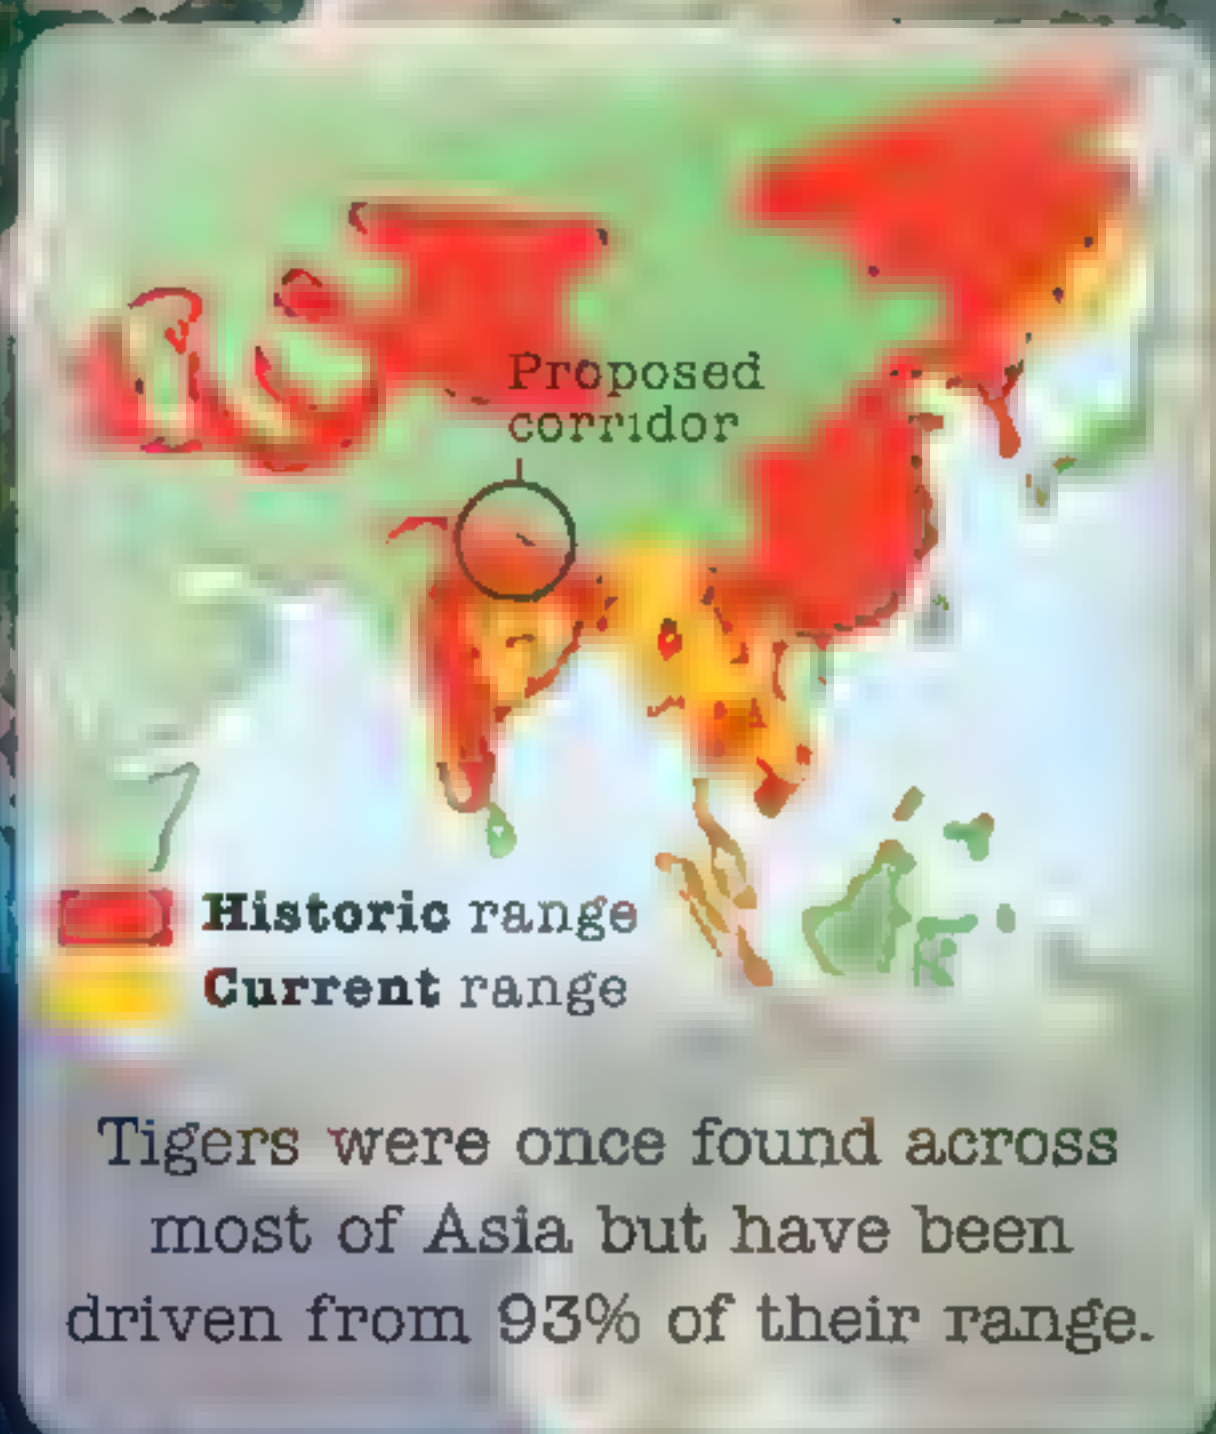 Proposed
corridor
Historic range
Current range
Tigers were once found across
most of Asia but have been
driven from 93% of their range.